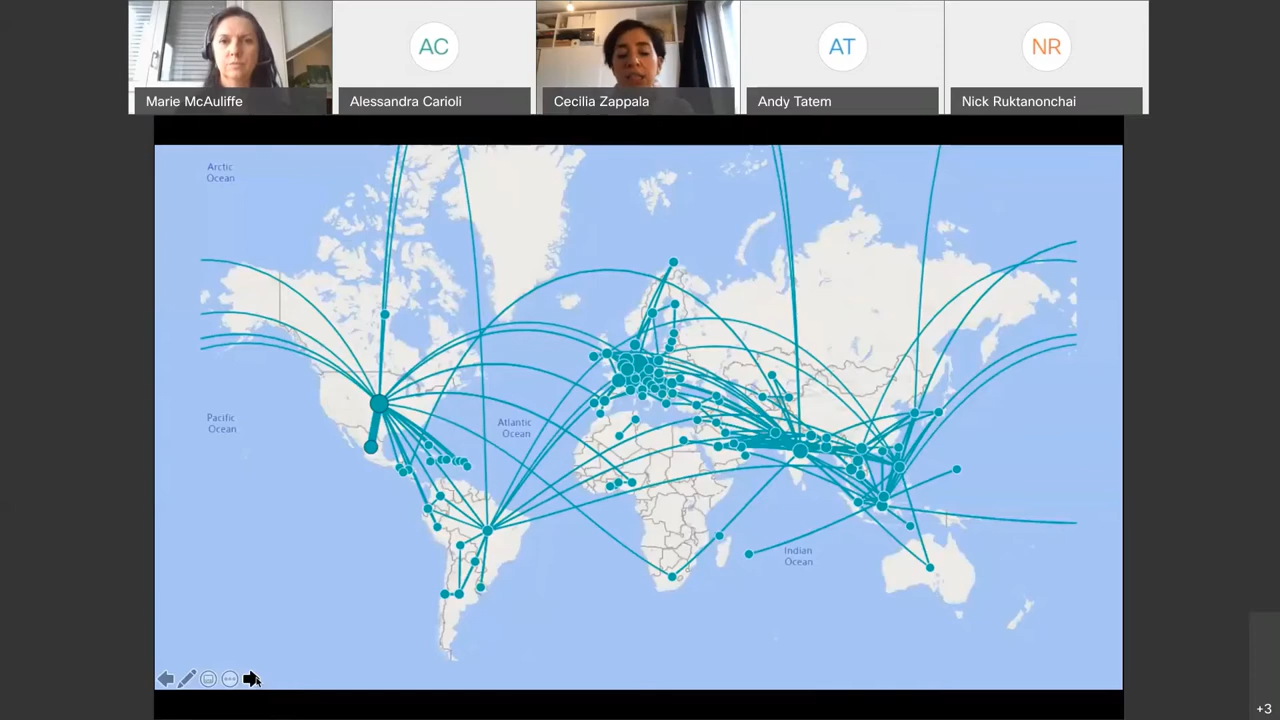 AC
AT
NR
Marie McAuliffe
Alessandra Carioli
Cecilia Zappala
Andy Tatem
Nick Ruktanonchai
Arctic
Ocean
Pacific
Ocean
Atlantic
Ocean
Indian
Ocean
+3